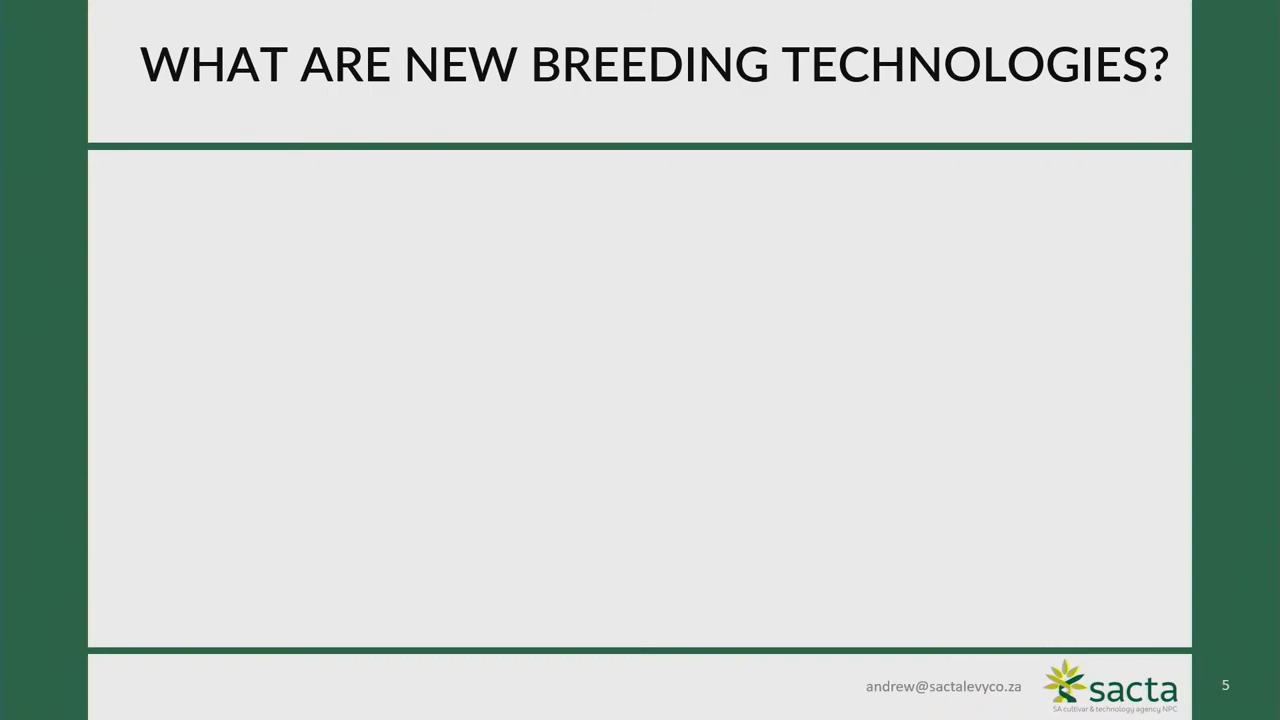 WHAT ARE NEW BREEDING TECHNOLOGIES?
andrew@sactalevyco.za
sacta
SA cultivar & technology agency NPC
5